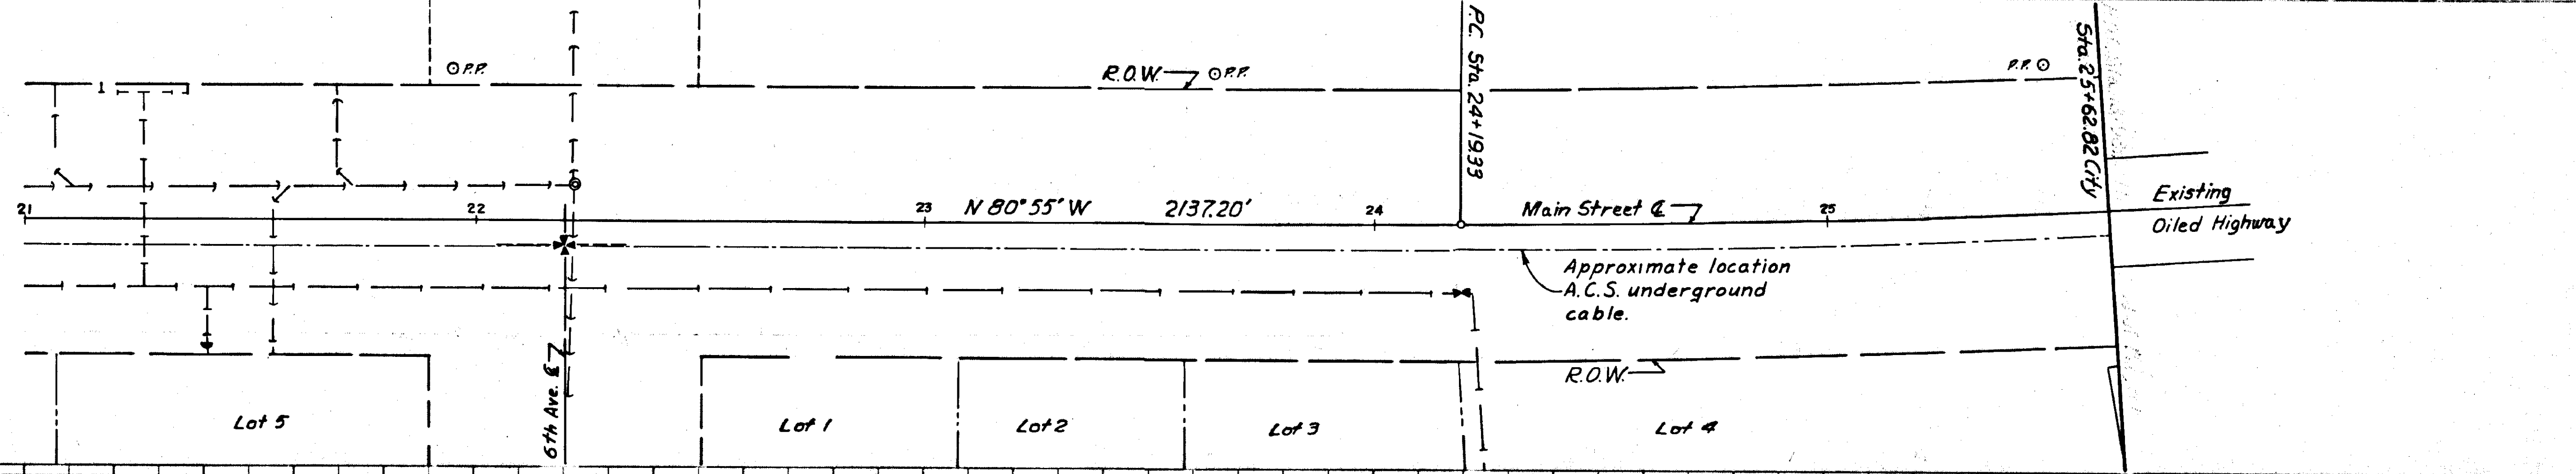 P.P.
R.O.W.
P.P.
P.C. Sta. 24+19.33
P.P.
Sta. 25+62.82 City
21
22
23
N 80°55' W 2137.20'
24
Main Street ℄
25
Existing
Oiled Highway
Approximate location
A.C.S. underground
cable.
R.O.W.
6th Ave. ℄
Lot 5
Lot 1
Lot 2
Lot 3
Lot 4